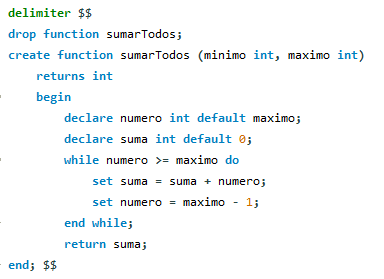 delimiter $$
drop function sumarTodos;
create function sumarTodos (minimo int, maximo int)
returns int
begin
declare numero int default maximo;
declare suma int default 0;
while numero >= maximo do
set suma = suma + numero;
set numero = maximo - 1;
end while;
return suma;
end; $$